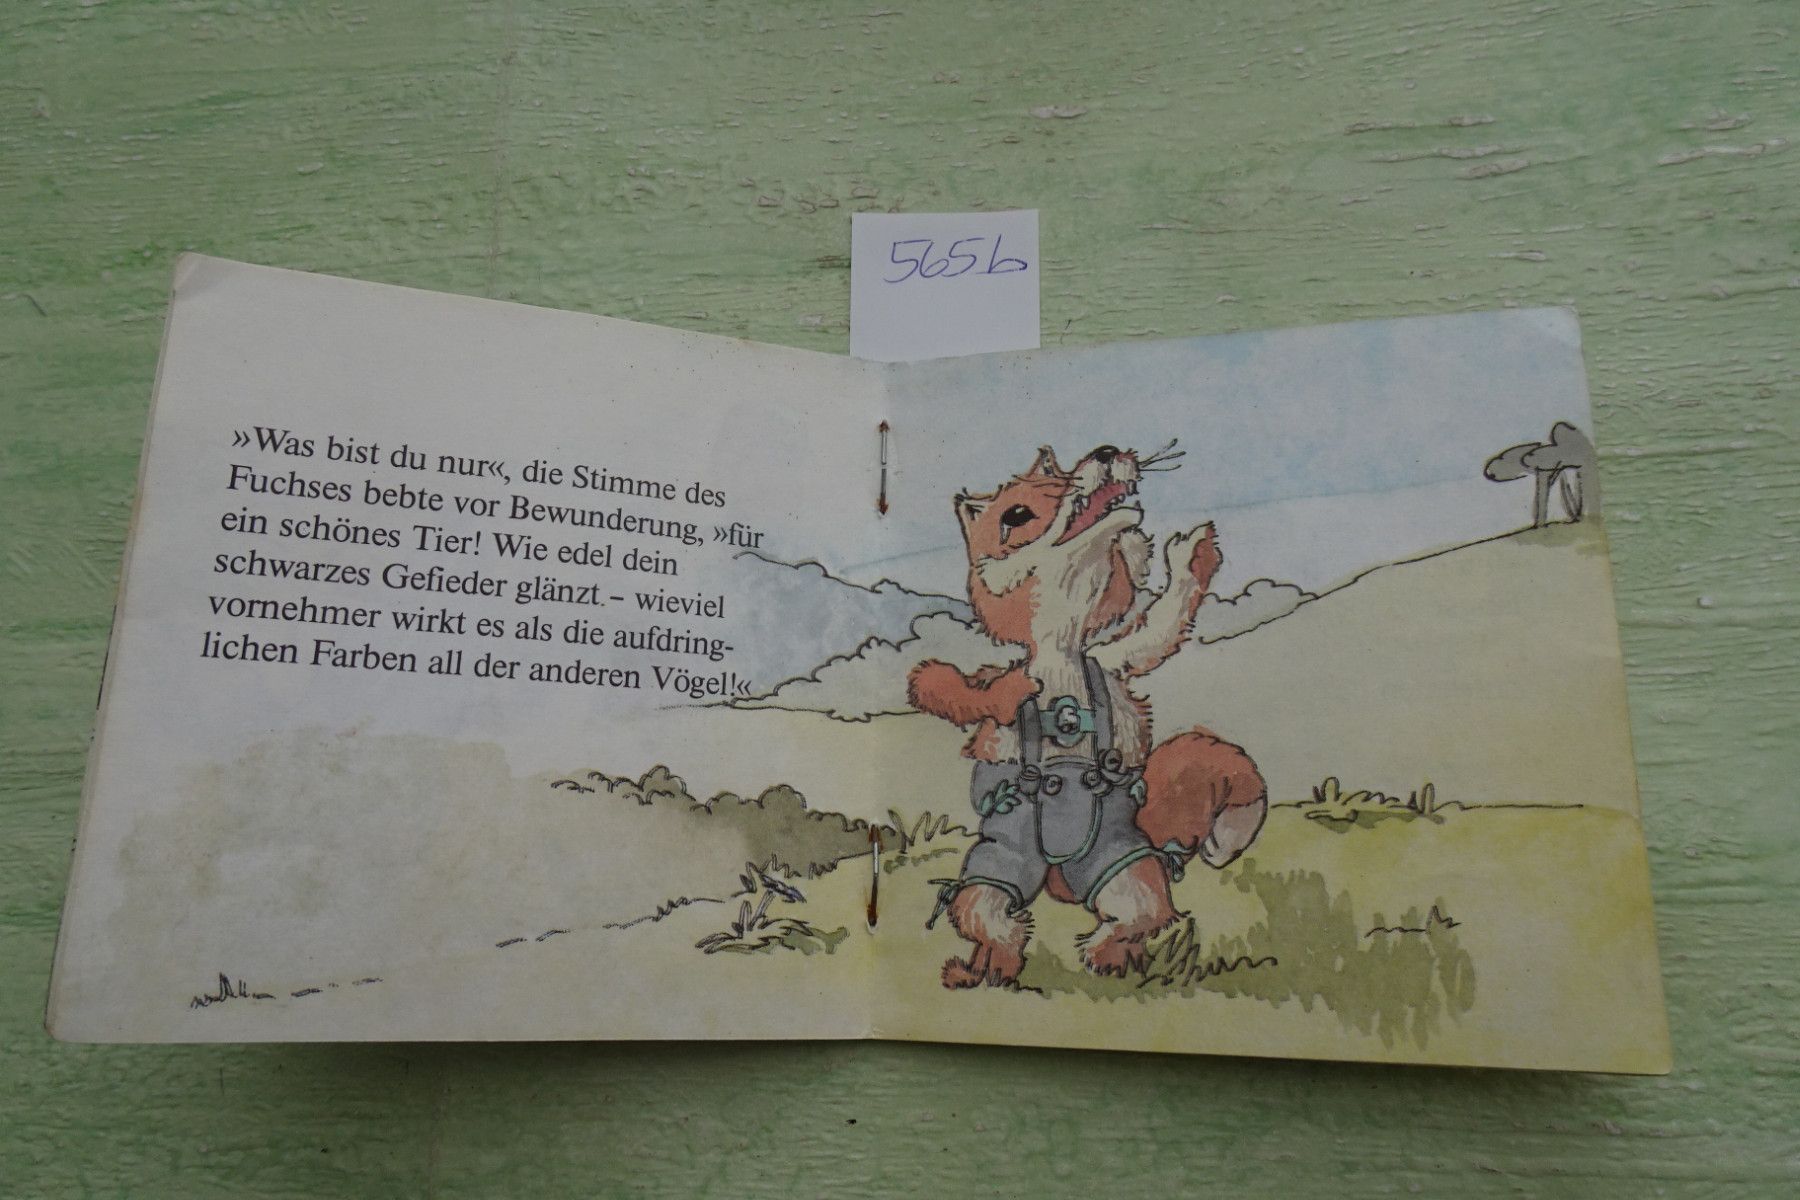 565b
»Was bist du nur«, die Stimme des
Fuchses bebte vor Bewunderung, »für
ein schönes Tier! Wie edel dein
schwarzes Gefieder glänzt – wieviel
vornehmer wirkt es als die aufdring-
lichen Farben all der anderen Vögel!«